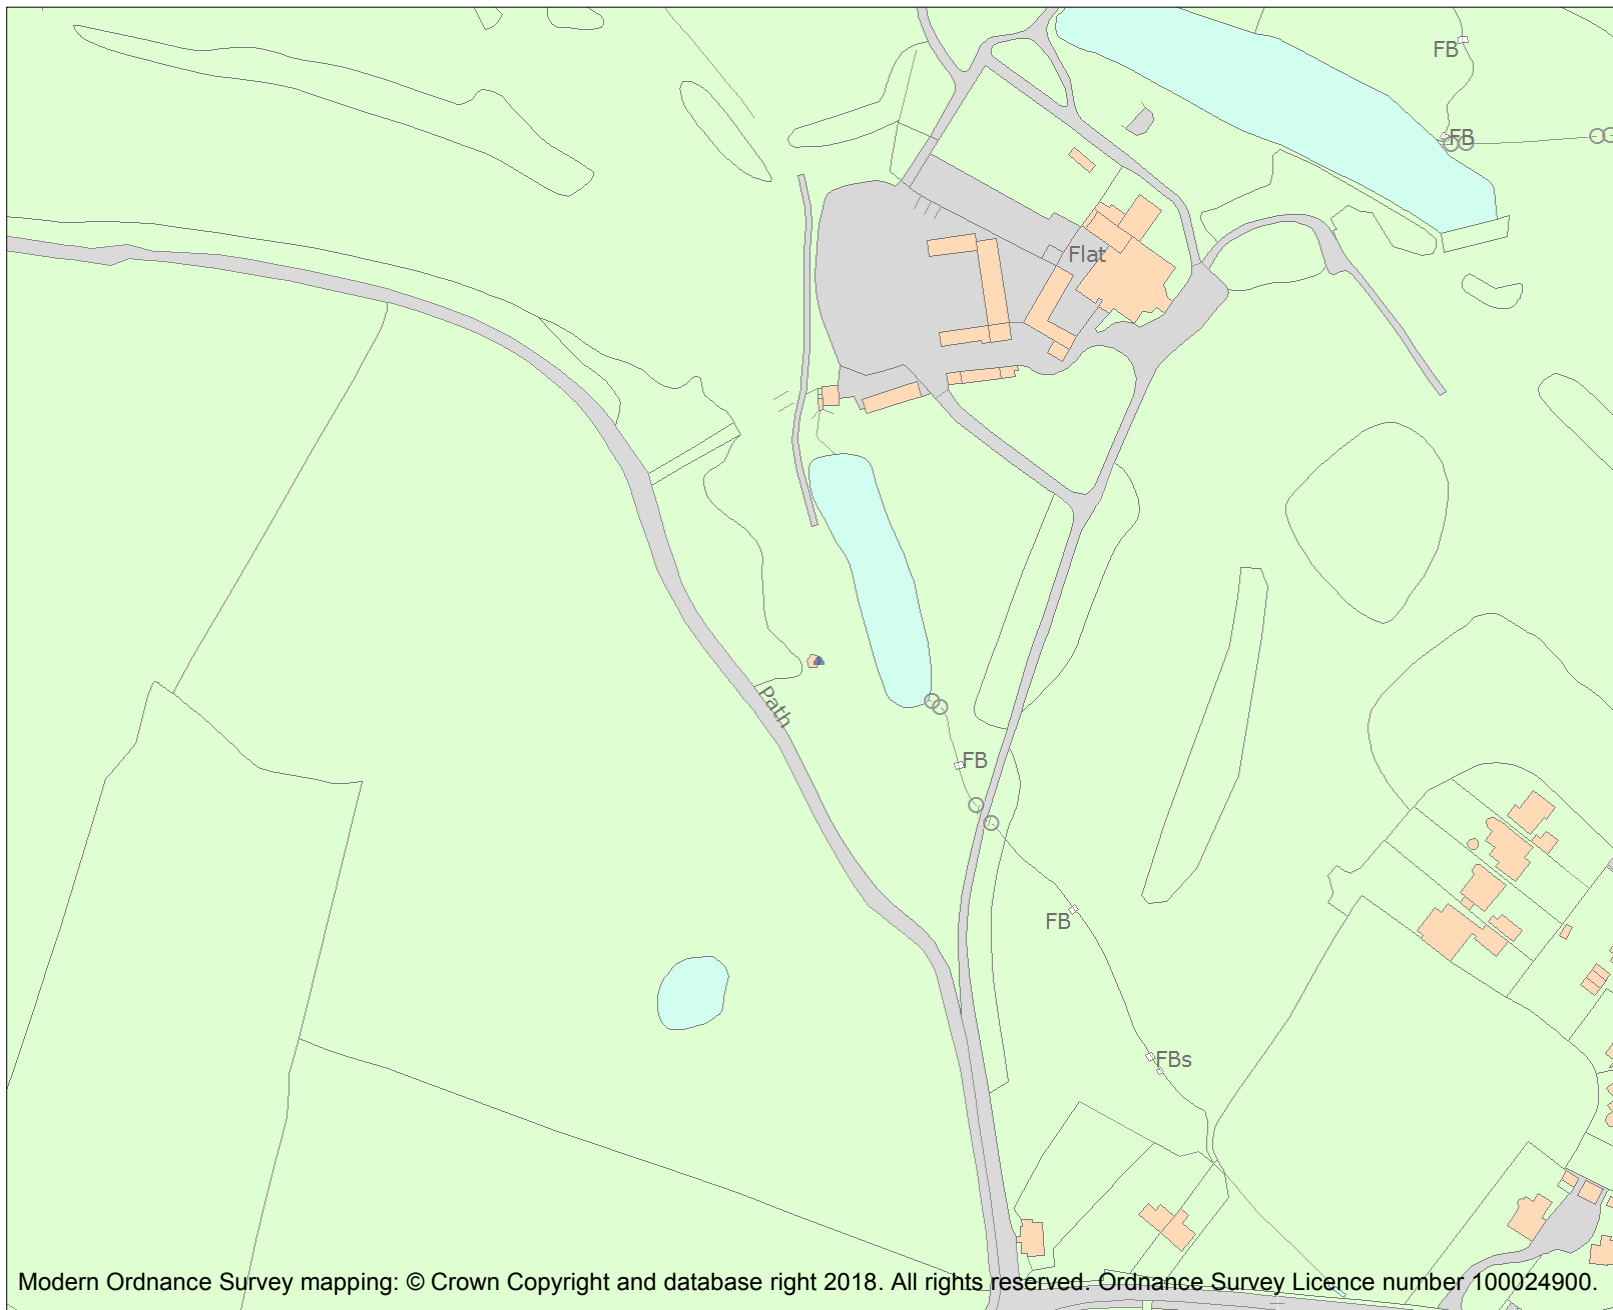 FB
FB
Flat
Path
FB
FB
FBs
Modern Ordnance Survey mapping: © Crown Copyright and database right 2018. All rights reserved. Ordnance Survey Licence number 100024900.